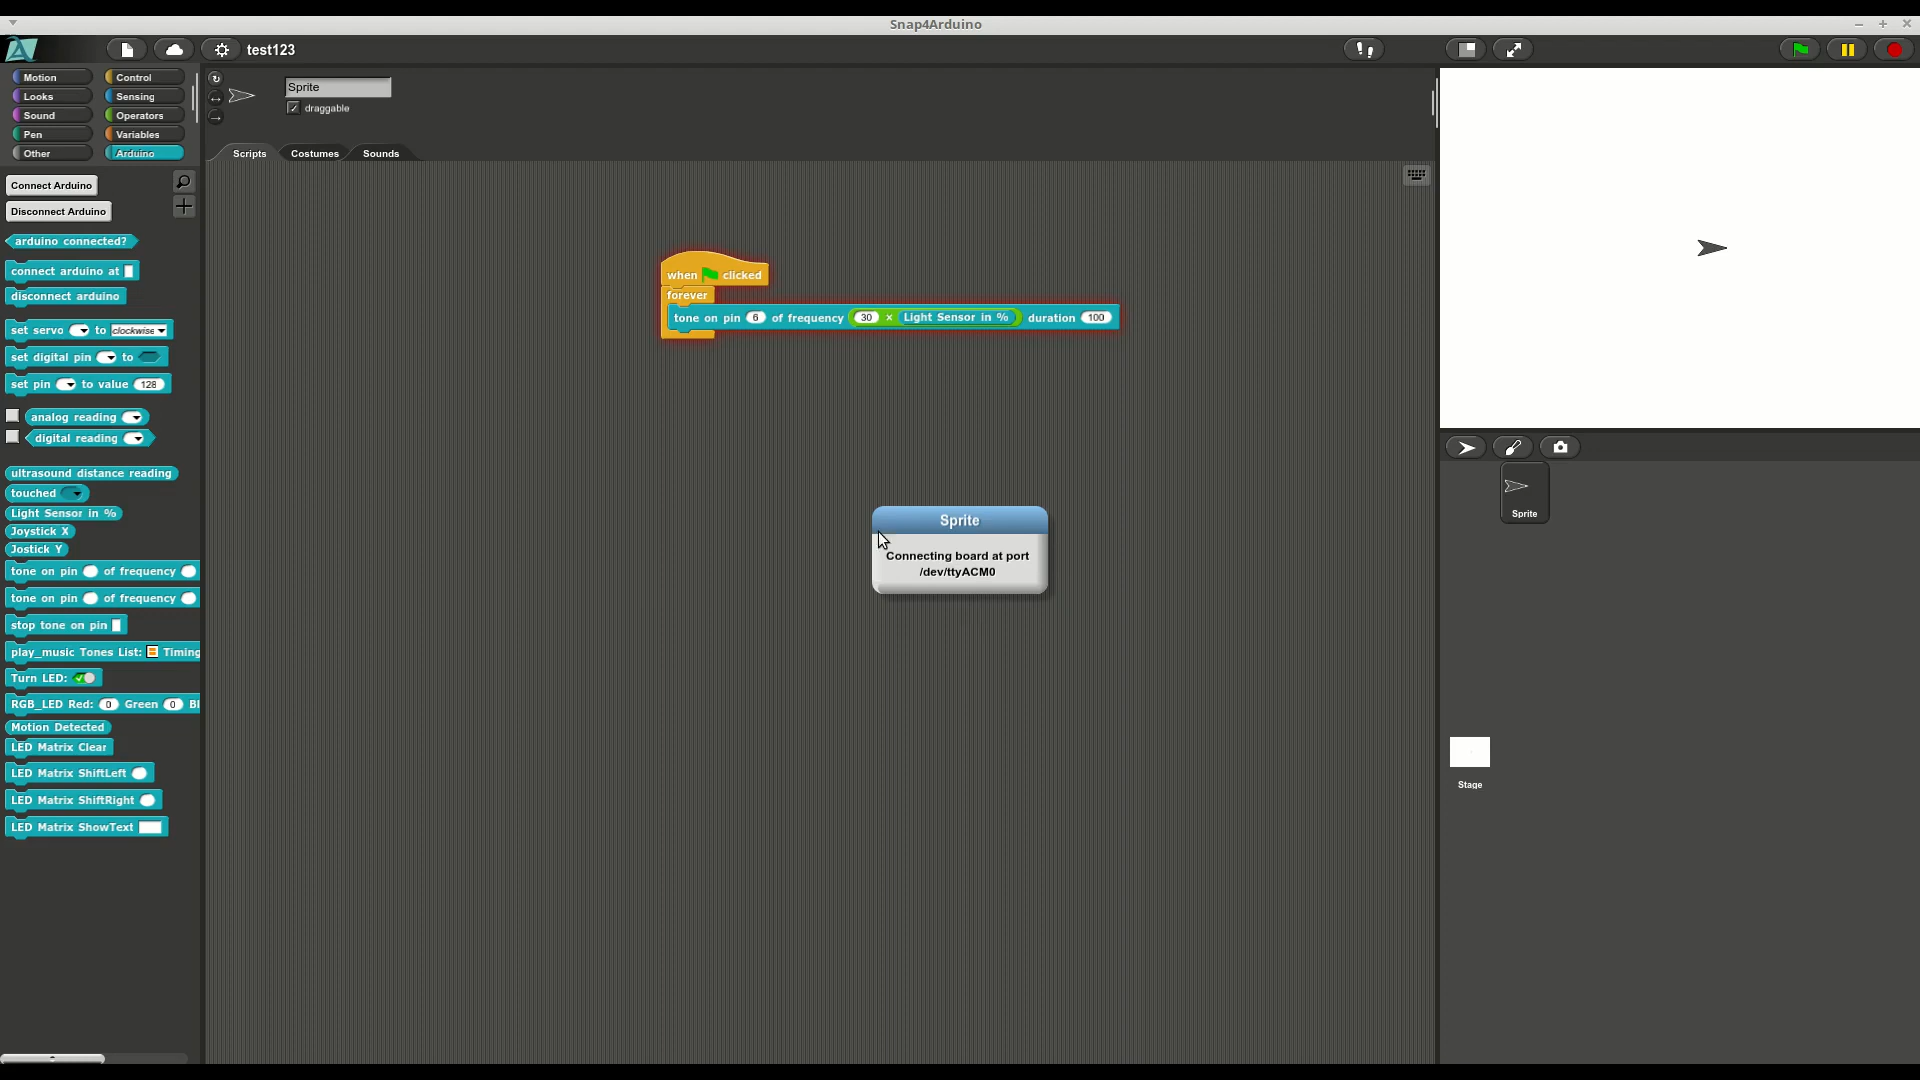 Snap4Arduino
test123
Motion Control
Looks Sensing
Sound Operators
Pen Variables
Other Arduino
Sprite
draggable
Scripts Costumes Sounds
Connect Arduino
Disconnect Arduino
arduino connected?
connect arduino at
disconnect arduino
set servo to clockwise
set digital pin to
set pin to value 128
analog reading
digital reading
ultrasound distance reading
touched
Light Sensor in %
Joystick X
Jostick Y
tone on pin of frequency
tone on pin of frequency
stop tone on pin
play_music Tones List: Timing
Turn LED:
RGB_LED Red: 0 Green 0 Bl
Motion Detected
LED Matrix Clear
LED Matrix ShiftLeft
LED Matrix ShiftRight
LED Matrix ShowText
when clicked
forever
tone on pin 6 of frequency 30 × Light Sensor in % duration 100
Sprite
Connecting board at port
/dev/ttyACM0
Sprite
Stage